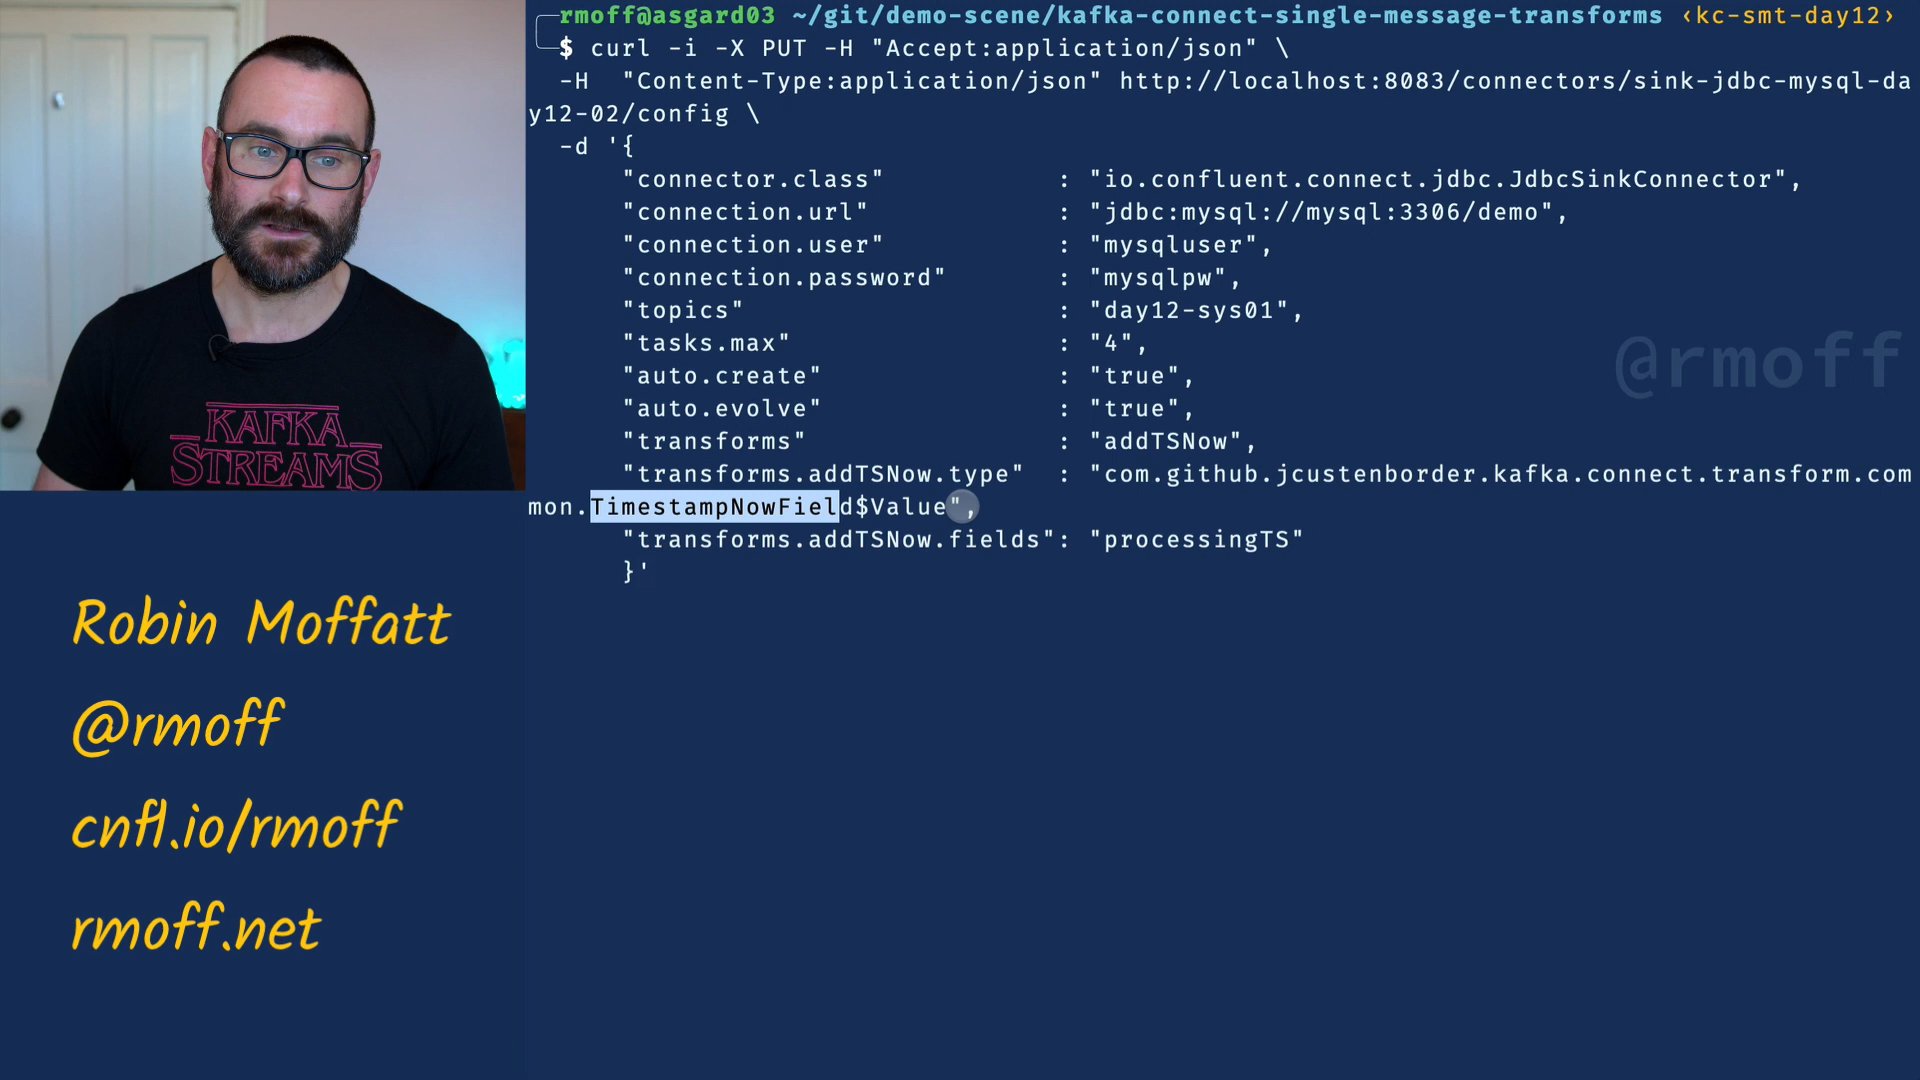 rmoff@asgard03 ~/git/demo-scene/kafka-connect-single-message-transforms ‹kc-smt-day12›
$ curl -i -X PUT -H "Accept:application/json" \
-H  "Content-Type:application/json" http://localhost:8083/connectors/sink-jdbc-mysql-da
y12-02/config \
-d '{
"connector.class" : "io.confluent.connect.jdbc.JdbcSinkConnector",
"connection.url" : "jdbc:mysql://mysql:3306/demo",
"connection.user" : "mysqluser",
"connection.password" : "mysqlpw",
"topics" : "day12-sys01",
"tasks.max" : "4",
"auto.create" : "true",
"auto.evolve" : "true",
"transforms" : "addTSNow",
"transforms.addTSNow.type" : "com.github.jcustenborder.kafka.connect.transform.com
mon.TimestampNowField$Value",
"transforms.addTSNow.fields": "processingTS"
}'
@rmoff
KAFKA
STREAMS
Robin Moffatt
@rmoff
cnfl.io/rmoff
rmoff.net